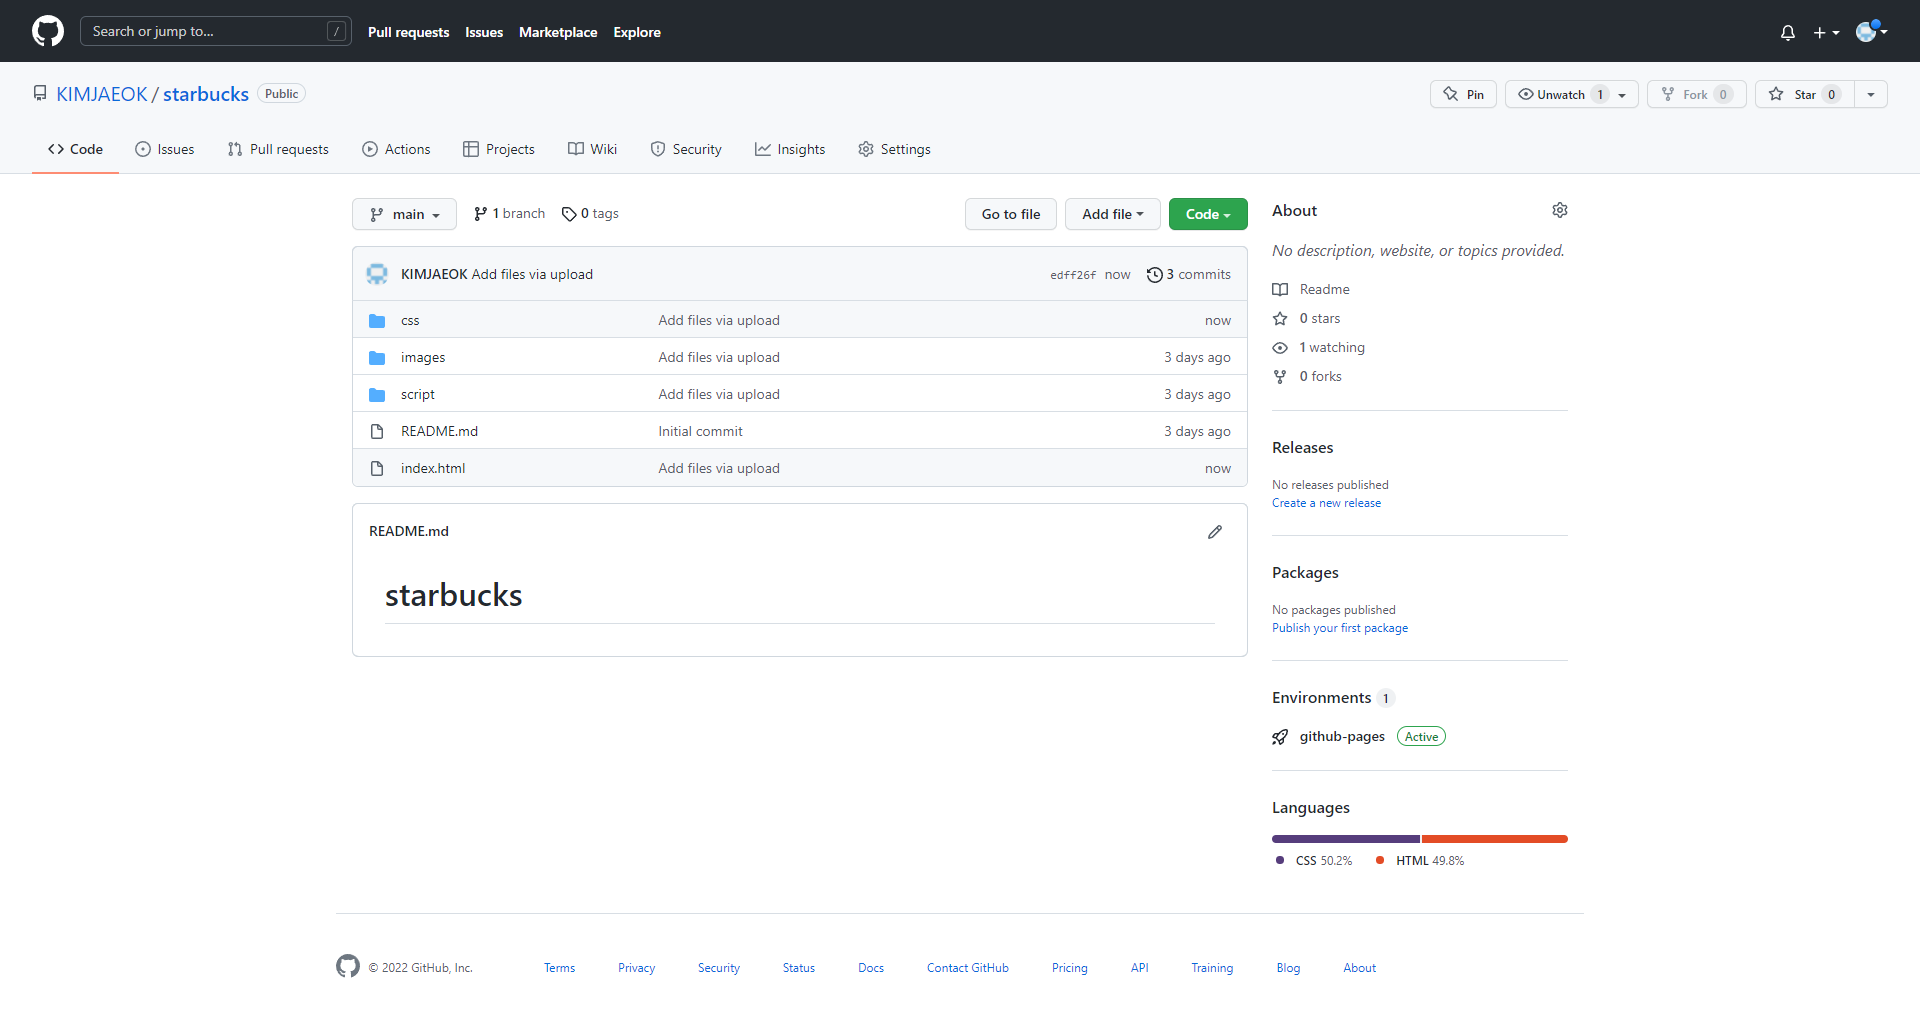 Search or jump to... /
Pull requests Issues Marketplace Explore
KIMJAEOK / starbucks Public
Pin Unwatch 1 Fork 0 Star 0
Code Issues Pull requests Actions Projects Wiki Security Insights Settings
main 1 branch 0 tags Go to file Add file Code
KIMJAEOK Add files via upload edff26f now 3 commits
css Add files via upload now
images Add files via upload 3 days ago
script Add files via upload 3 days ago
README.md Initial commit 3 days ago
index.html Add files via upload now
README.md
starbucks
About
No description, website, or topics provided.
Readme
0 stars
1 watching
0 forks
Releases
No releases published
Create a new release
Packages
No packages published
Publish your first package
Environments 1
github-pages Active
Languages
CSS 50.2% HTML 49.8%
© 2022 GitHub, Inc. Terms Privacy Security Status Docs Contact GitHub Pricing API Training Blog About